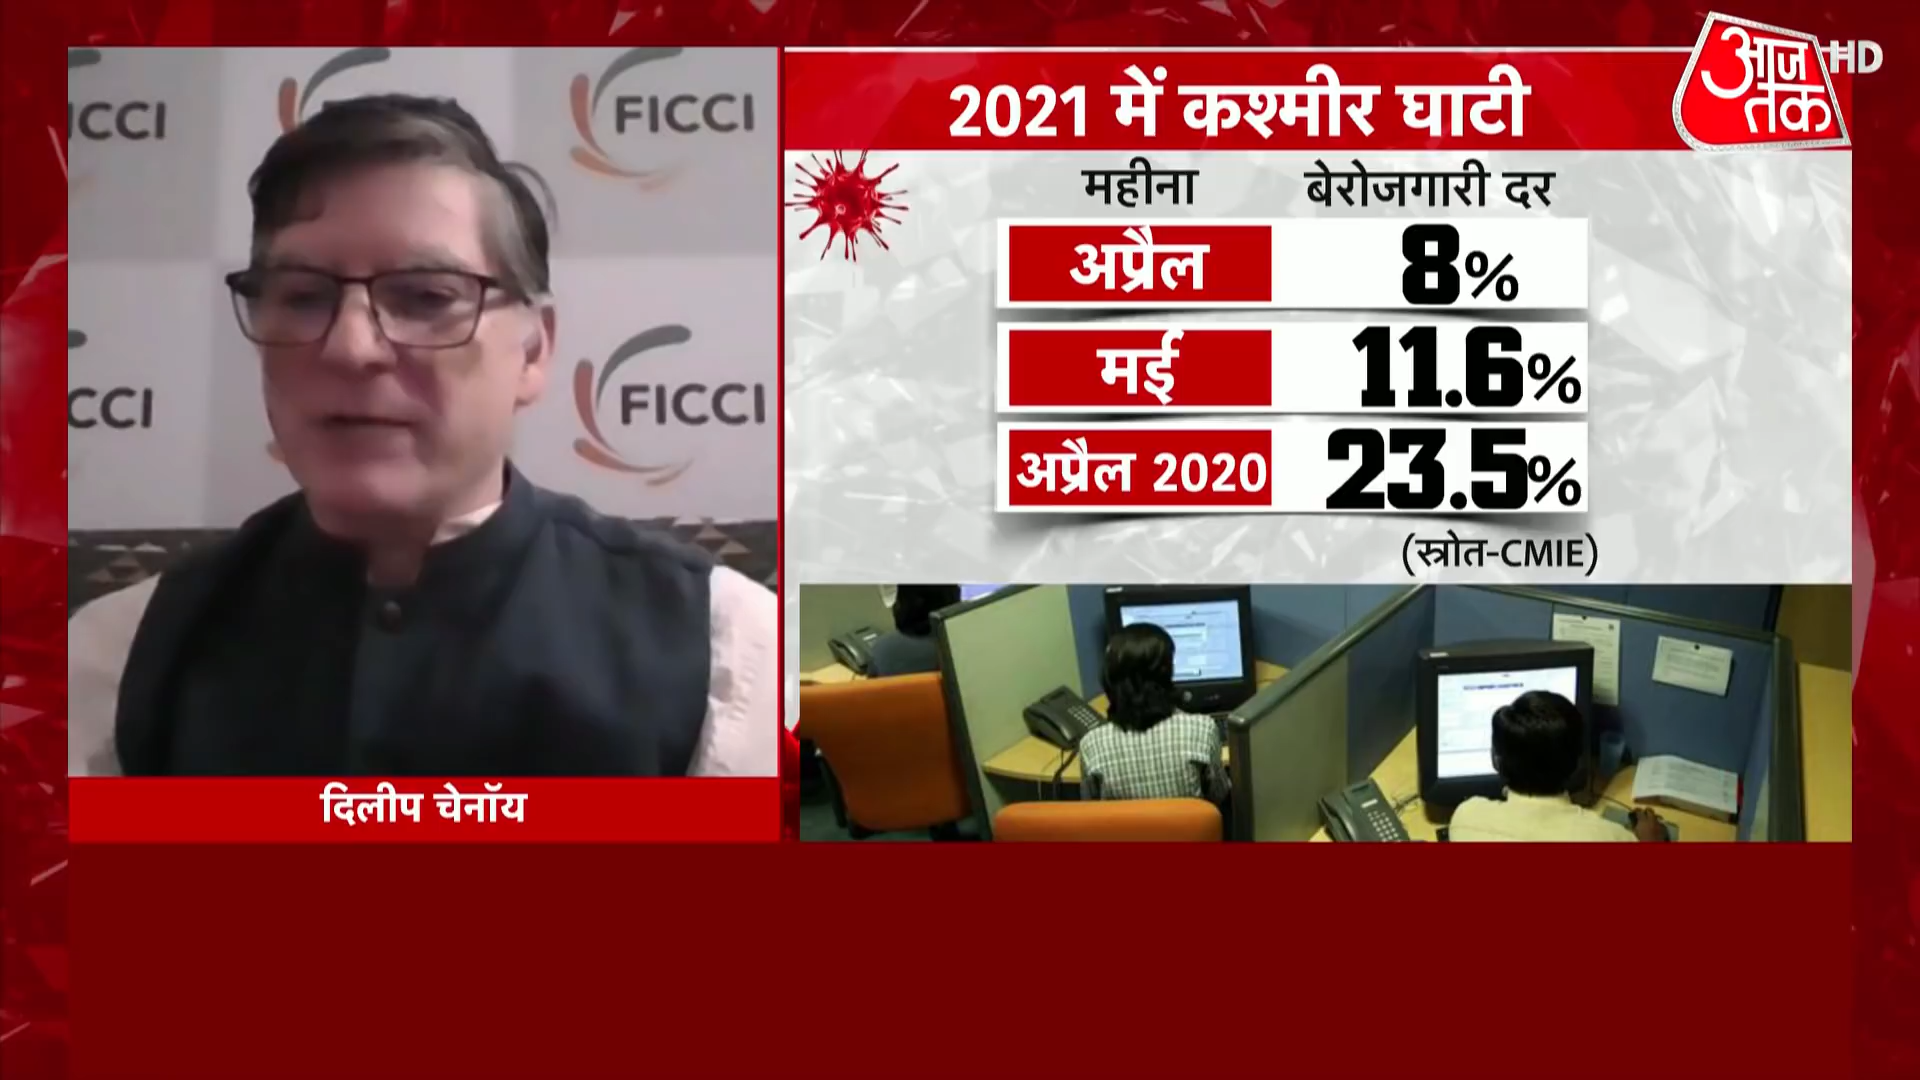 FICCI
FICCI
ICCI
CCI
दिलीप चेनॉय
आज
तक
HD
2021 में कश्मीर घाटी
महीना बेरोजगारी दर
अप्रैल 8%
मई 11.6%
अप्रैल 2020 23.5%
(स्त्रोत-CMIE)